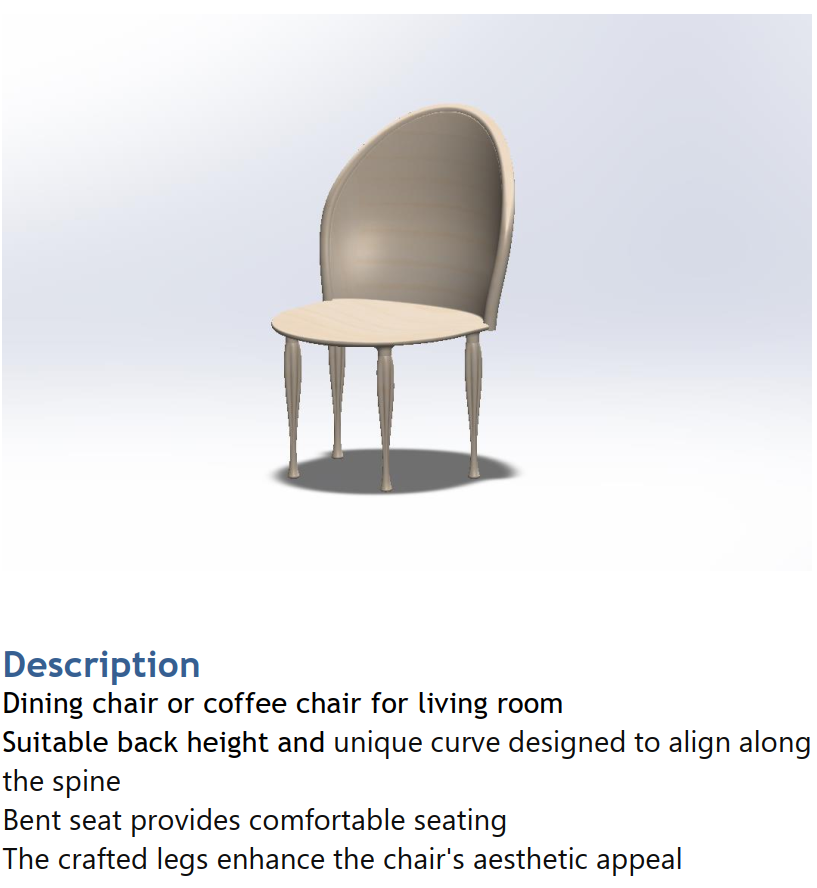 Description
Dining chair or coffee chair for living room
Suitable back height and unique curve designed to align along
the spine
Bent seat provides comfortable seating
The crafted legs enhance the chair's aesthetic appeal